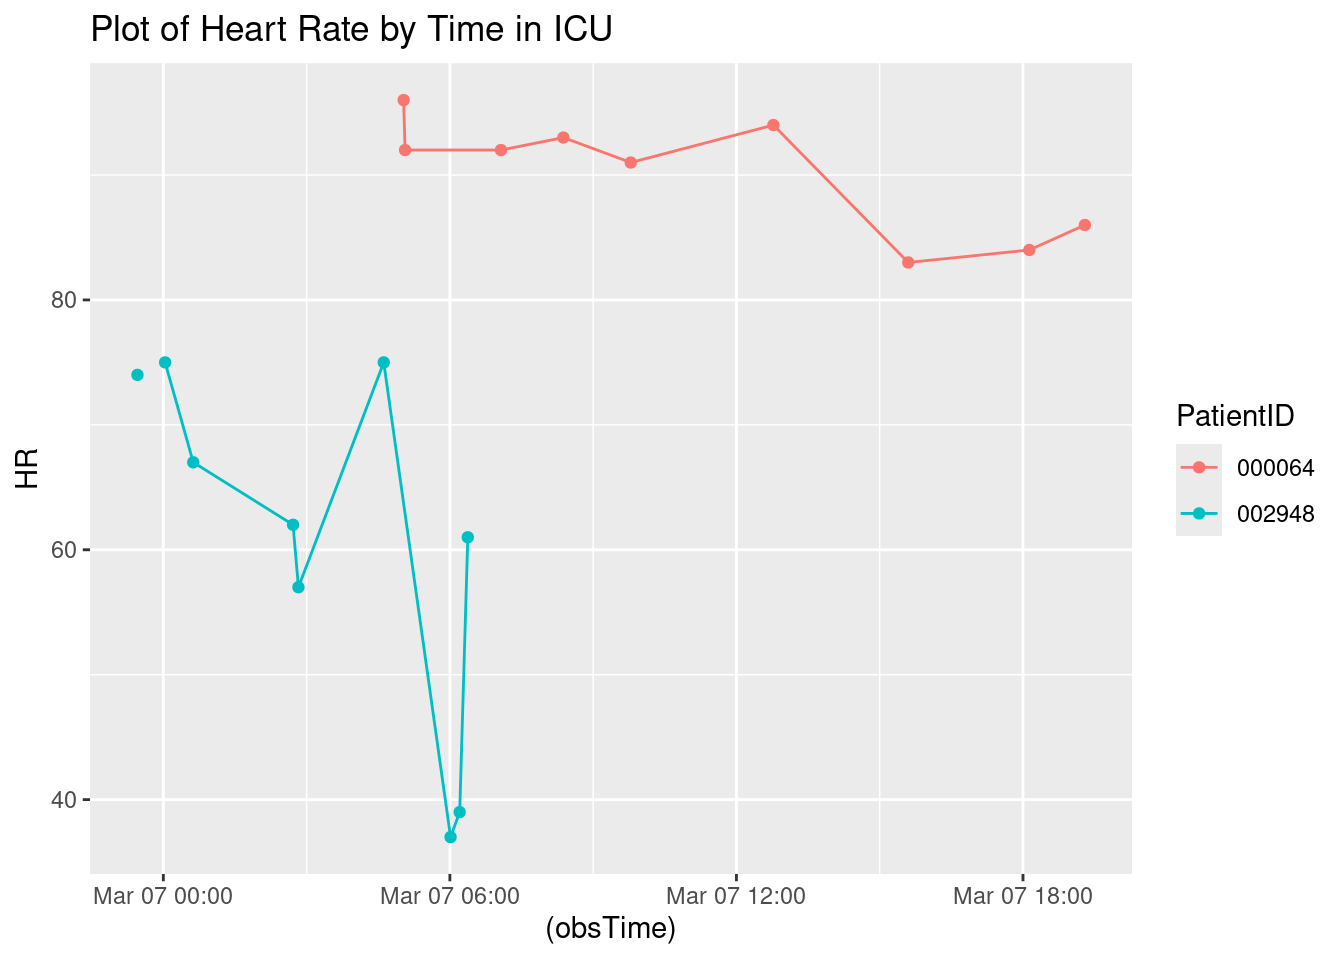 Plot of Heart Rate by Time in ICU
HR
80
60
40
Mar 07 00:00
Mar 07 06:00
Mar 07 12:00
Mar 07 18:00
(obsTime)
PatientID
000064
002948